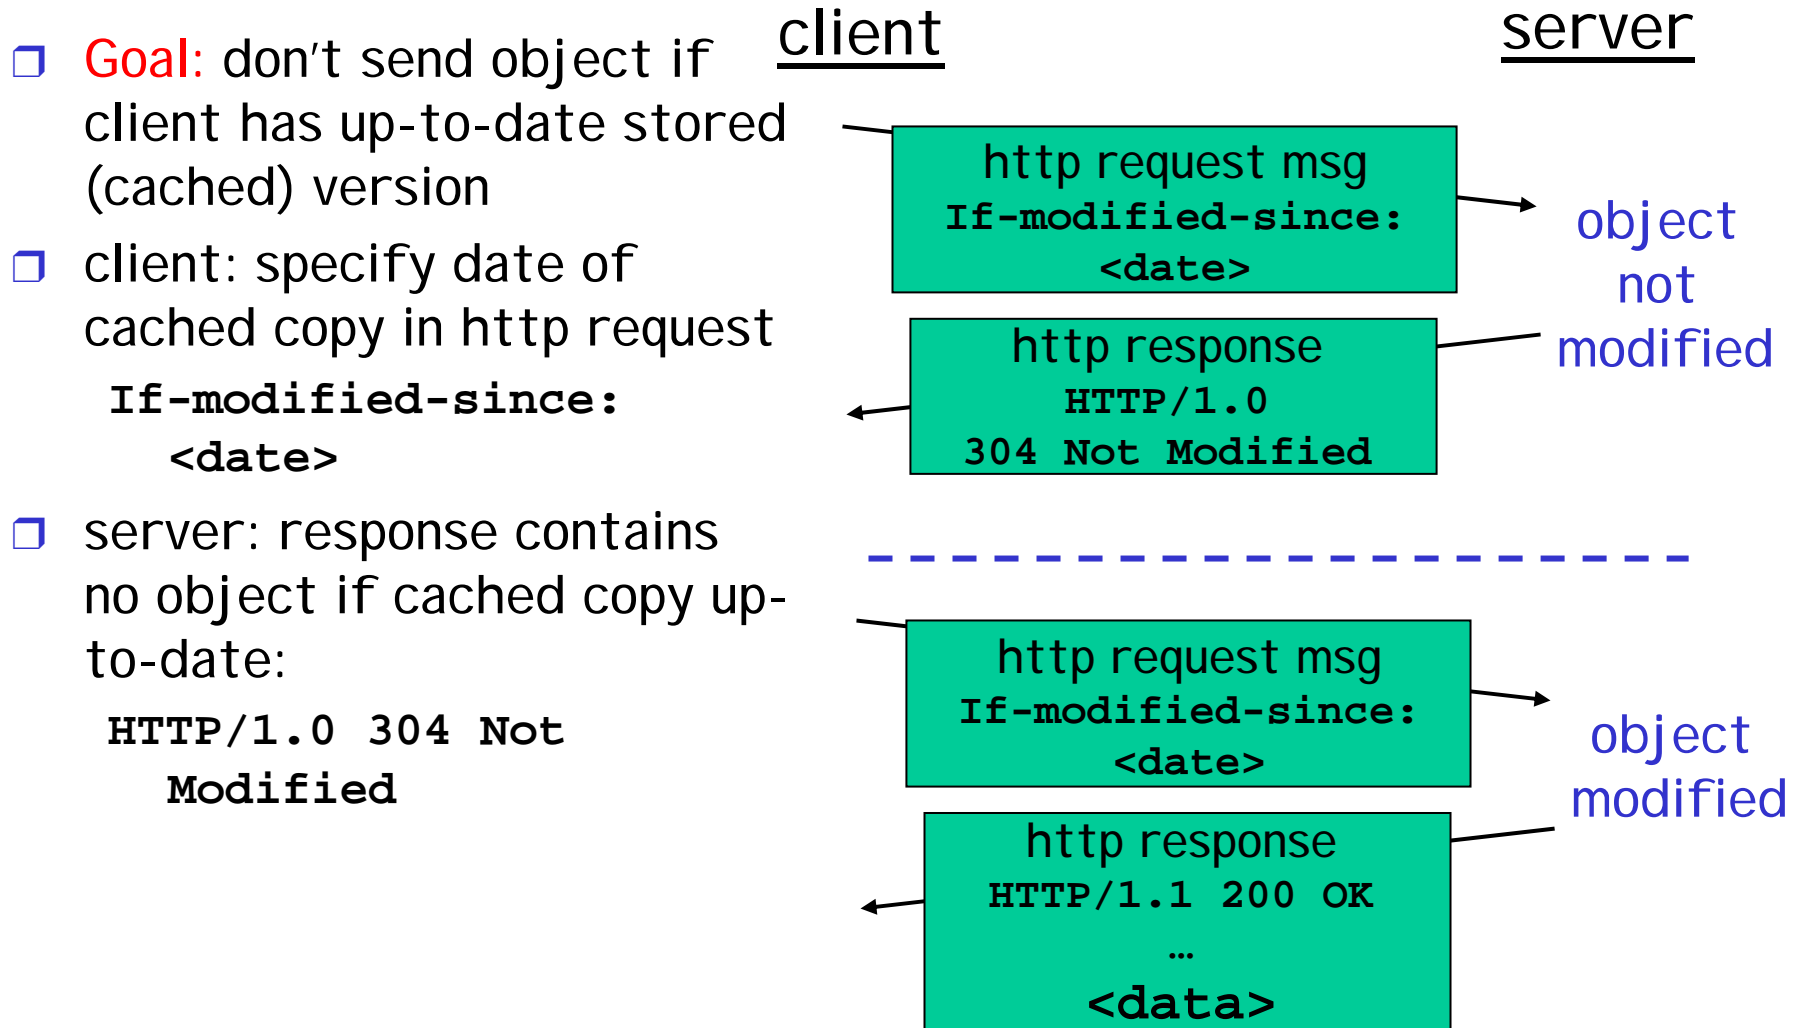 Goal: don't send object if
client has up-to-date stored
(cached) version
client: specify date of
cached copy in http request
If-modified-since:
<date>
server: response contains
no object if cached copy up-
to-date:
HTTP/1.0 304 Not
Modified
client
server
http request msg
If-modified-since:
<date>
object
not
modified
http response
HTTP/1.0
304 Not Modified
http request msg
If-modified-since:
<date>
object
modified
http response
HTTP/1.1 200 OK
…
<data>